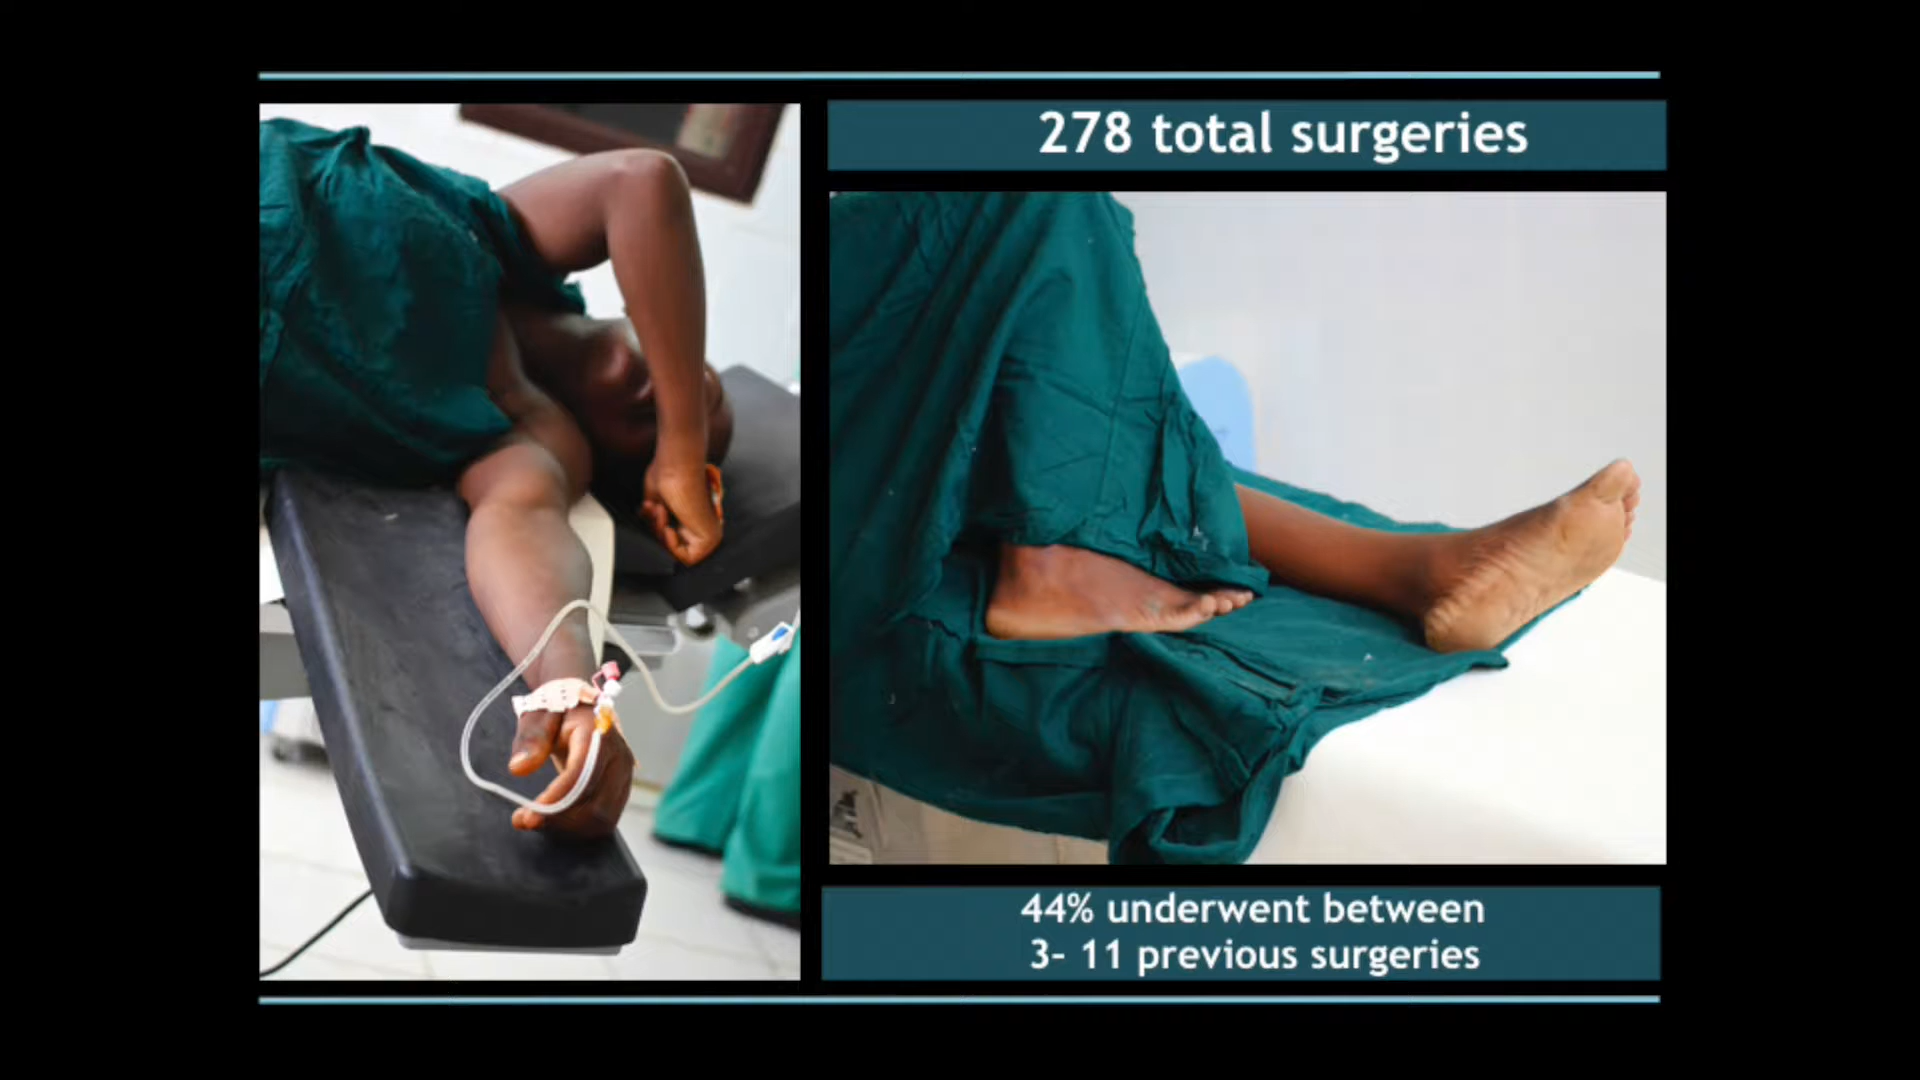 278 total surgeries
44% underwent between
3- 11 previous surgeries